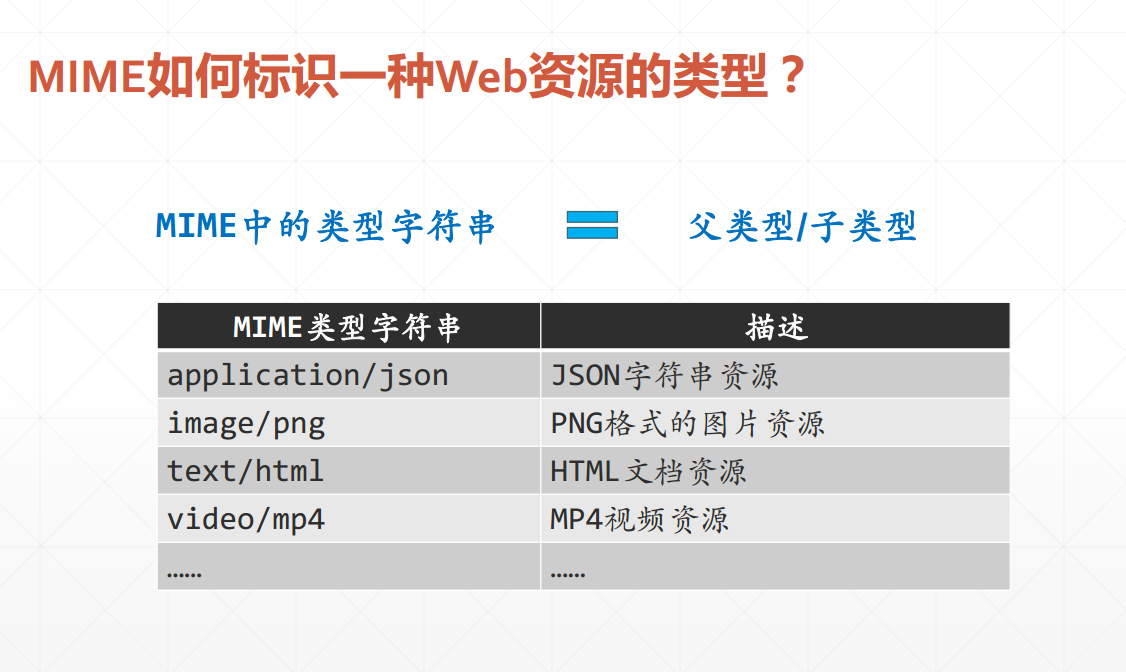 MIME如何标识一种Web资源的类型？
MIME中的类型字符串 = 父类型/子类型
MIME类型字符串 描述
application/json JSON字符串资源
image/png PNG格式的图片资源
text/html HTML文档资源
video/mp4 MP4视频资源
…… ……